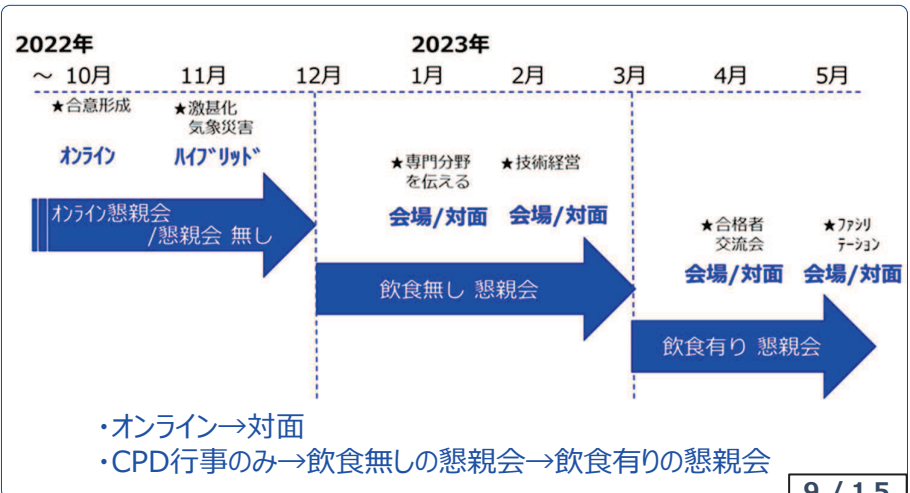 2022年 2023年
～ 10月 11月 12月 1月 2月 3月 4月 5月
★合意形成
★激甚化
気象災害
オンライン
ハイブリッド
★専門分野
を伝える
★技術経営
会場/対面 会場/対面
オンライン懇親会
/懇親会 無し
★合格者
交流会
★ファシリ
テーション
会場/対面 会場/対面
飲食無し 懇親会
飲食有り 懇親会
・オンライン→対面
・CPD行事のみ→飲食無しの懇親会→飲食有りの懇親会
9/15